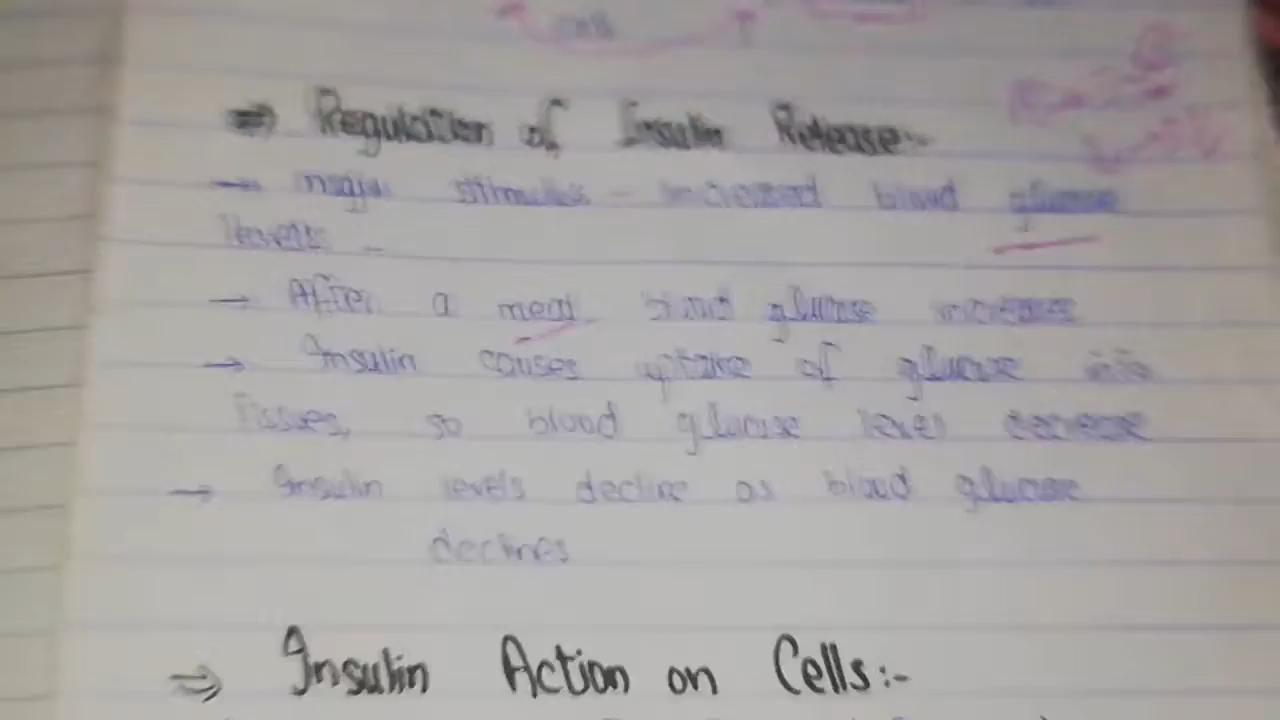 ⇒ Regulation of Insulin Release:-
→ major stimulus - increased blood glucose
levels -
→ After a meal blood glucose increase
→ Insulin causes uptake of glucose into
Tissues, so blood glucose level decrease
→ Insulin levels decline as blood glucose
declines
⇒ Insulin Action on Cells:-